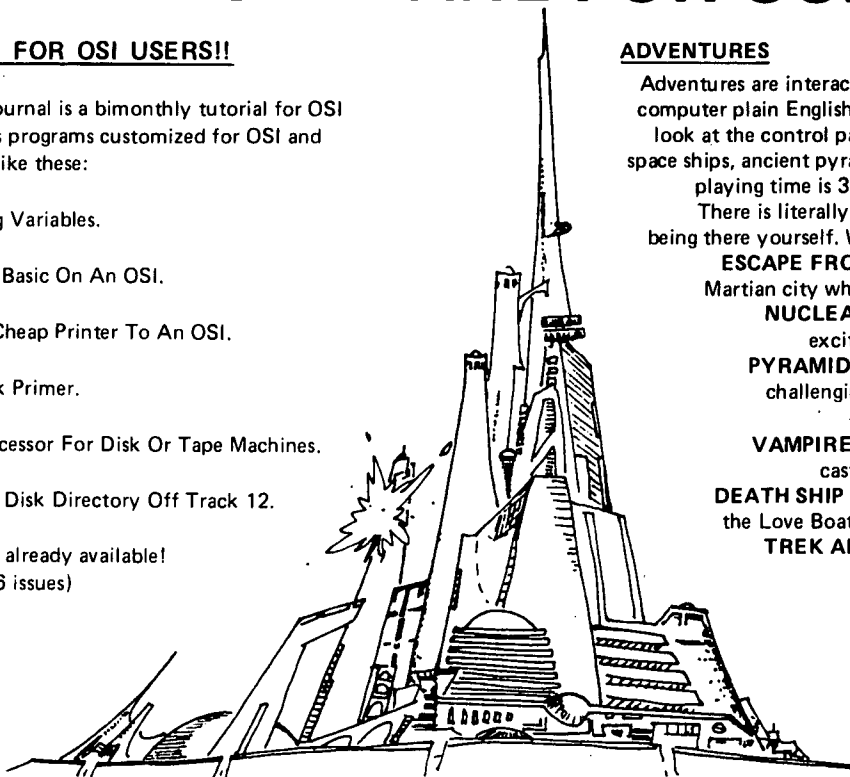 FOR OSI USERS!!
urnal is a bimonthly tutorial for OSI
programs customized for OSI and
ike these:
Variables.
Basic On An OSI.
Cheap Printer To An OSI.
Primer.
cessor For Disk Or Tape Machines.
Disk Directory Off Track 12.
already available!
6 issues)
ADVENTURES
Adventures are interac
computer plain English
look at the control pa
space ships, ancient pyra
playing time is 3
There is literally
being there yourself. W
ESCAPE FRO
Martian city wh
NUCLEA
exci
PYRAMID
challengi
VAMPIRE
cas
DEATH SHIP
the Love Boat
TREK A